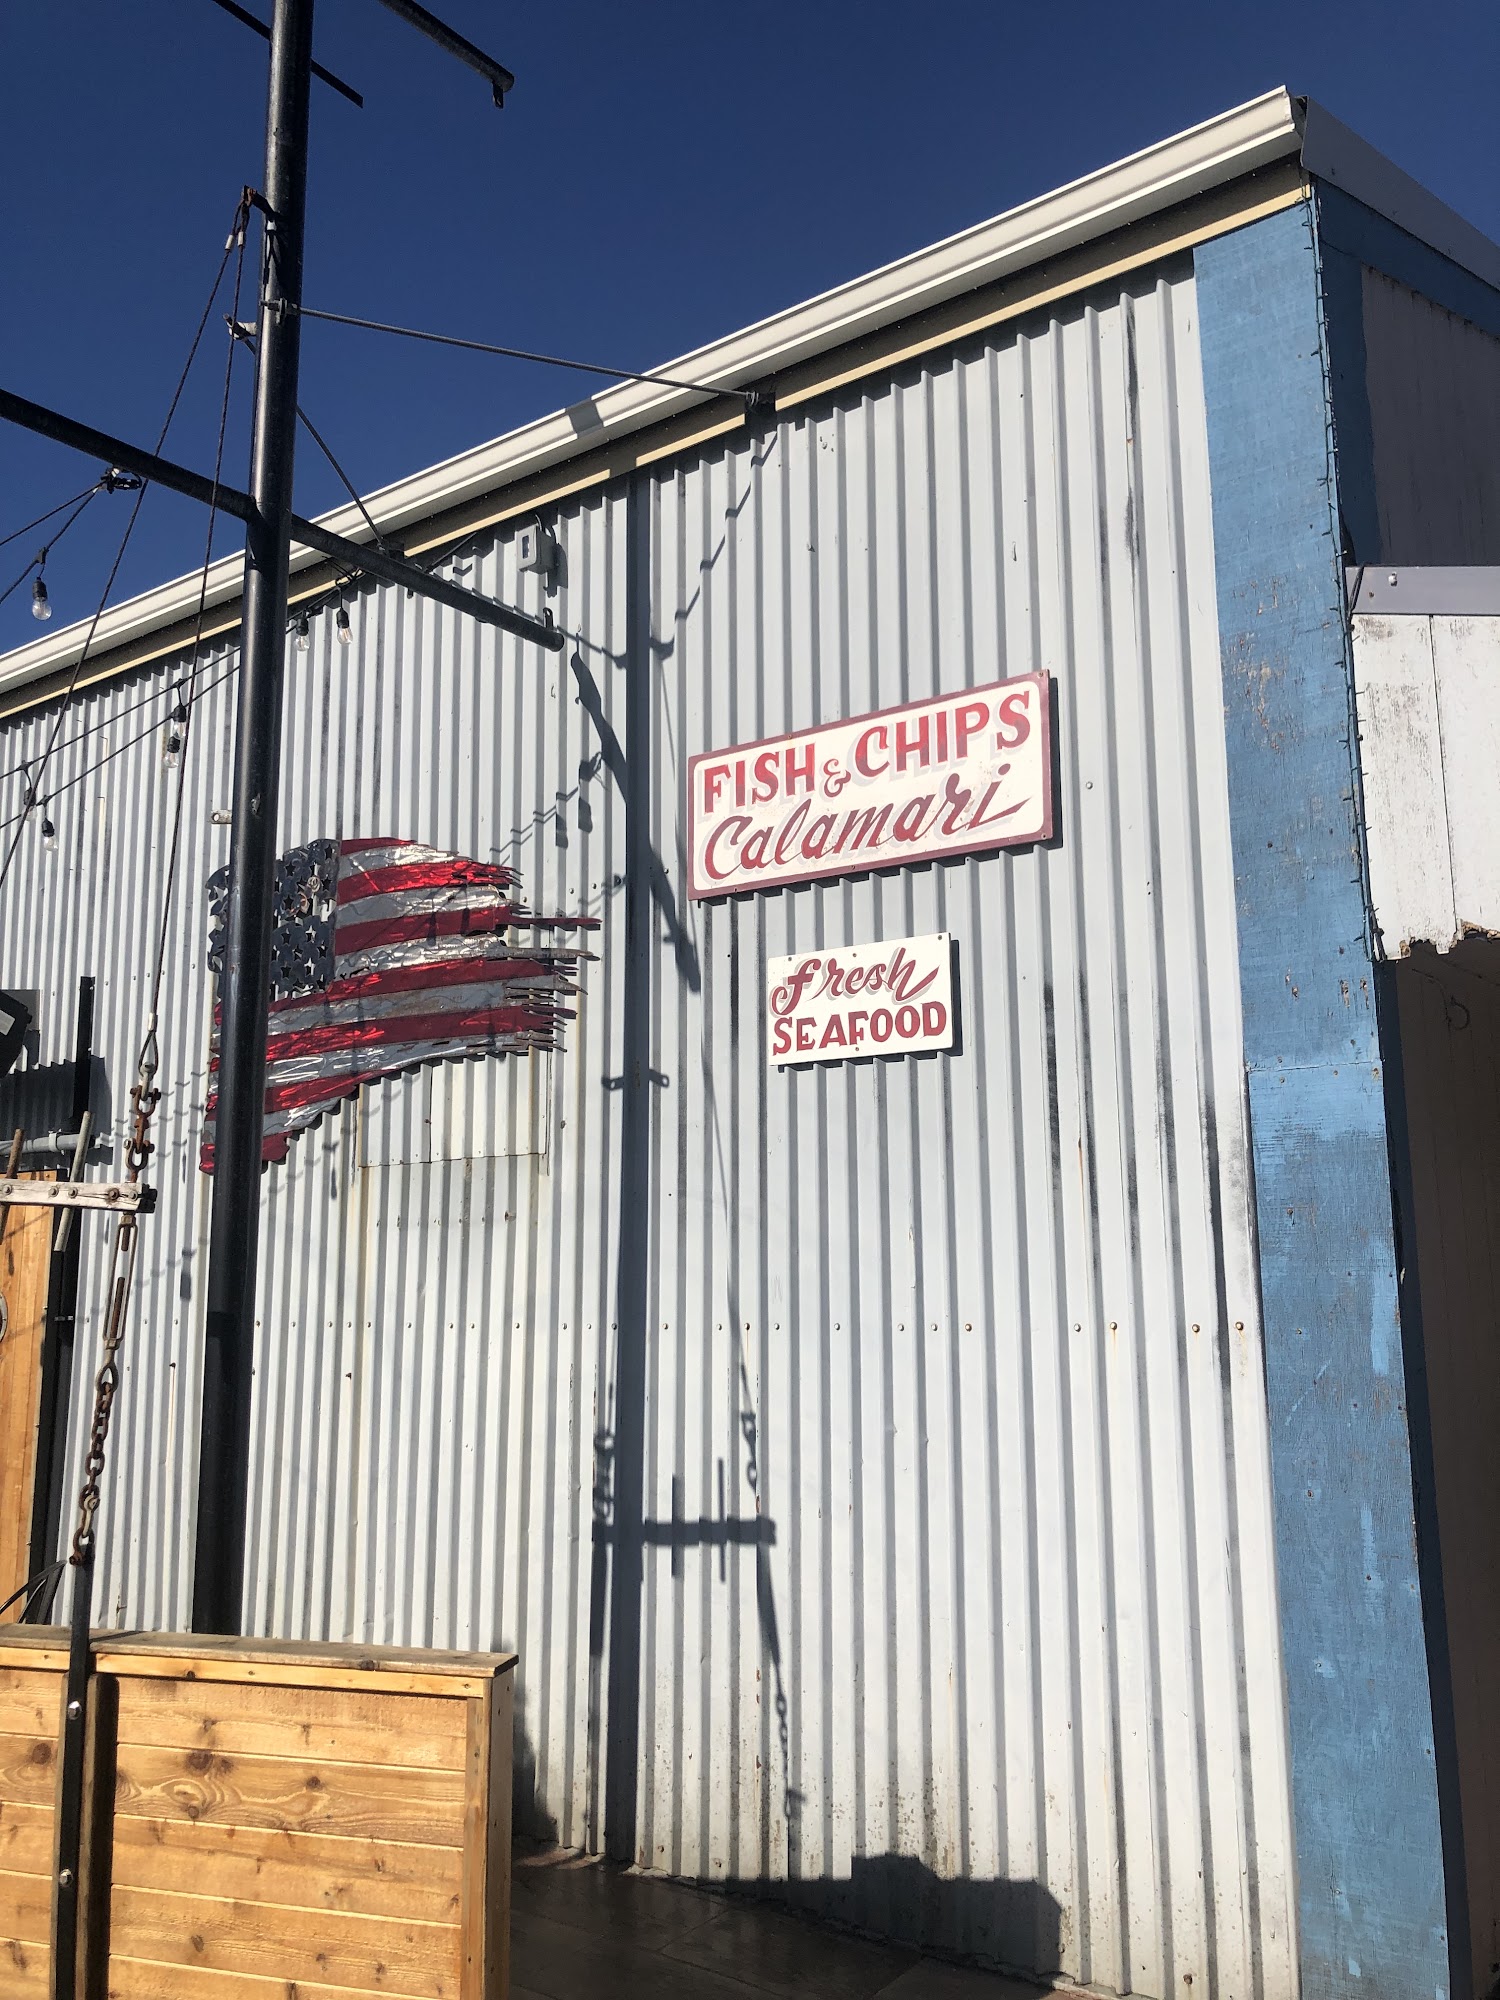 FISH & CHIPS
Calamari
Fresh
SEAFOOD